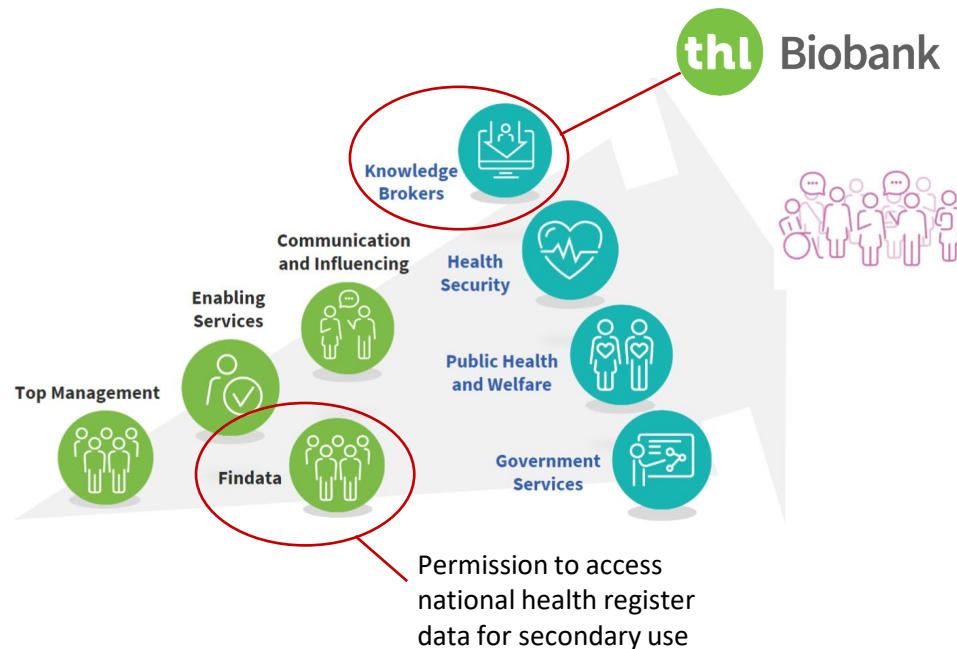 thl Biobank
Knowledge
Brokers
Communication
and Influencing
Health
Security
Enabling
Services
Public Health
and Welfare
Top Management
Findata
Government
Services
Permission to access
national health register
data for secondary use